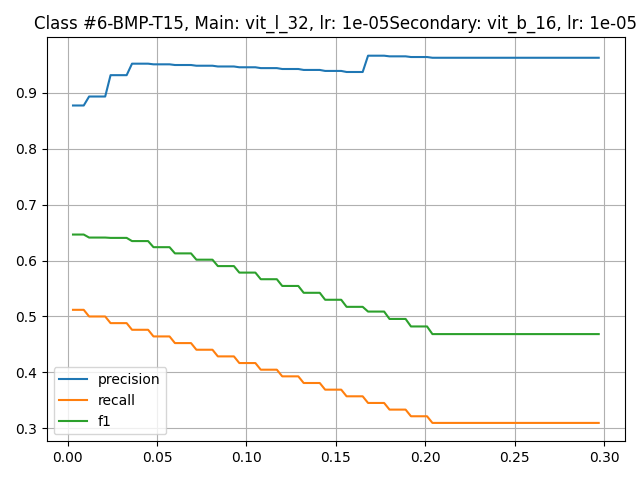 Class #6-BMP-T15, Main: vit_l_32, lr: 1e-05Secondary: vit_b_16, lr: 1e-05
0.9
0.8
0.7
0.6
0.5
0.4
0.3
precision
recall
f1
0.00 0.05 0.10 0.15 0.20 0.25 0.30